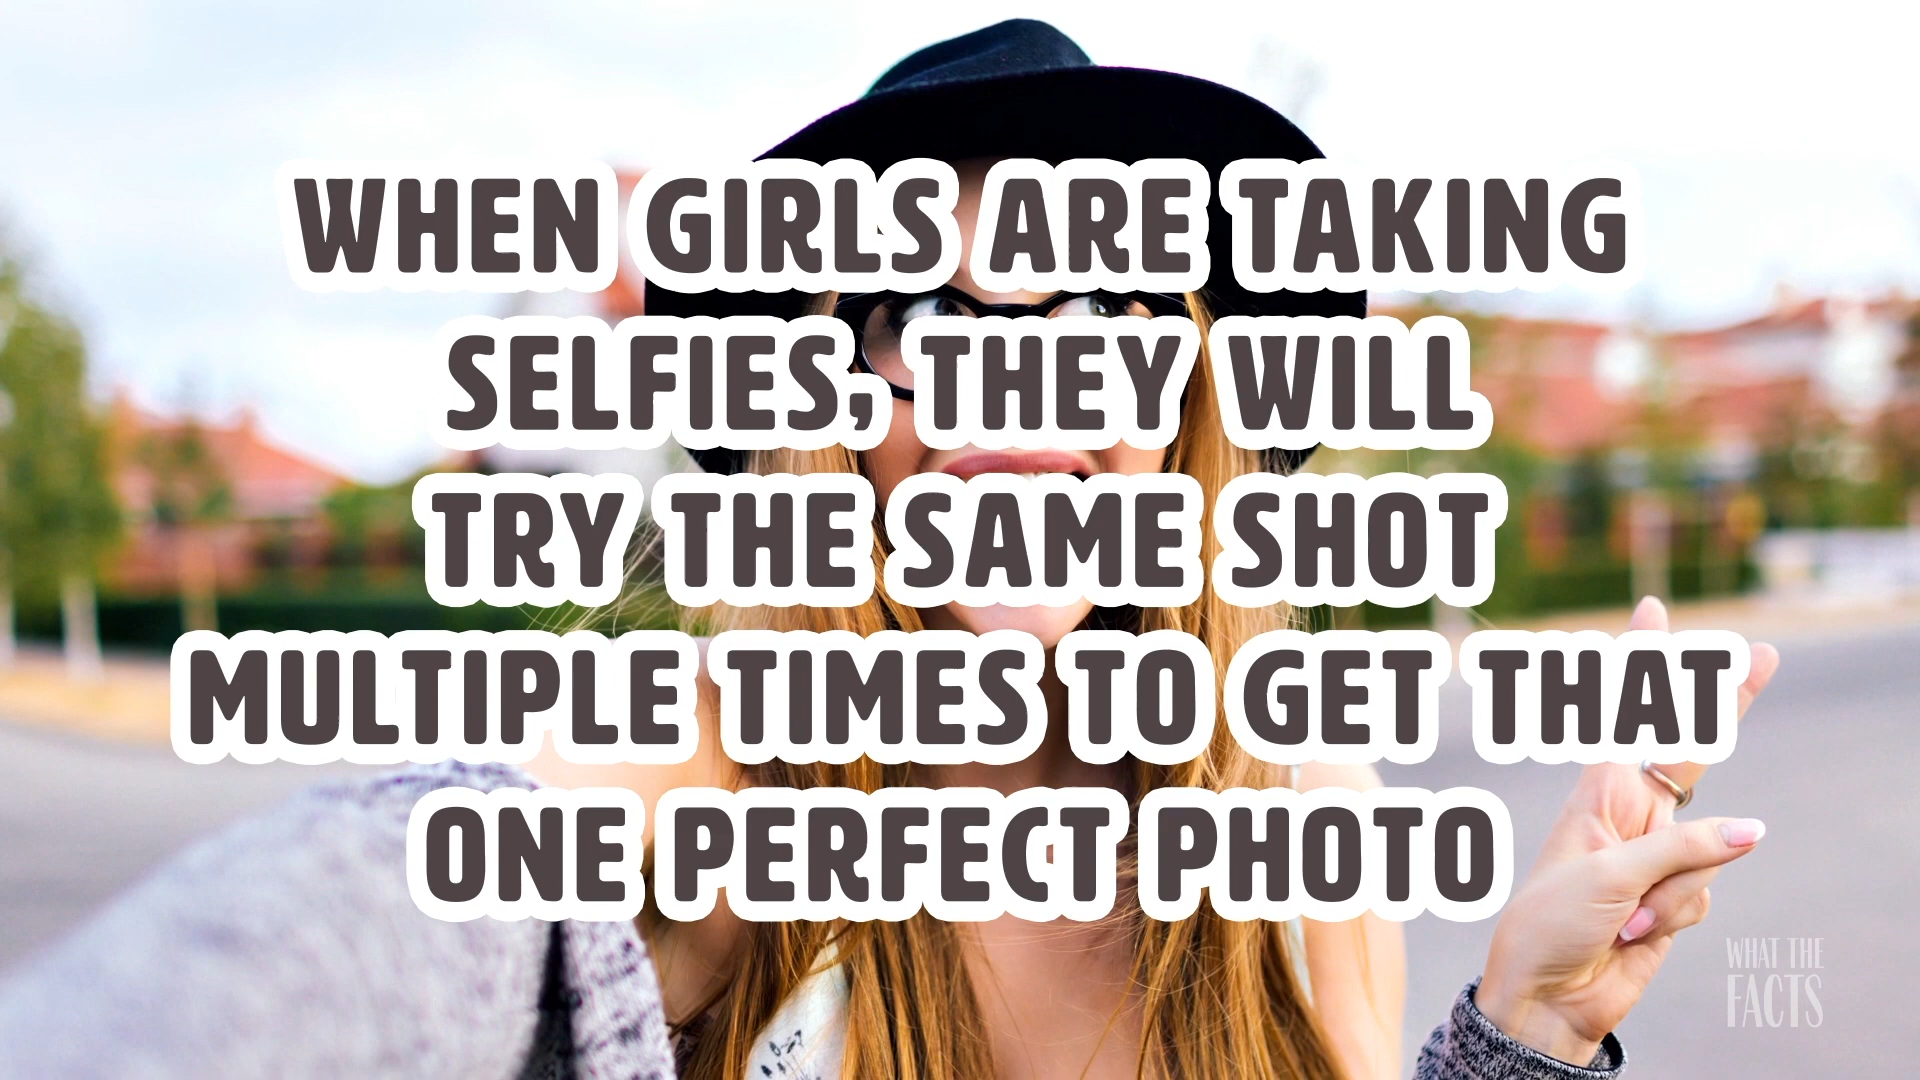 WHEN GIRLS ARE TAKING
SELFIES, THEY WILL
TRY THE SAME SHOT
MULTIPLE TIMES TO GET THAT
ONE PERFECT PHOTO
WHAT THE
FACTS